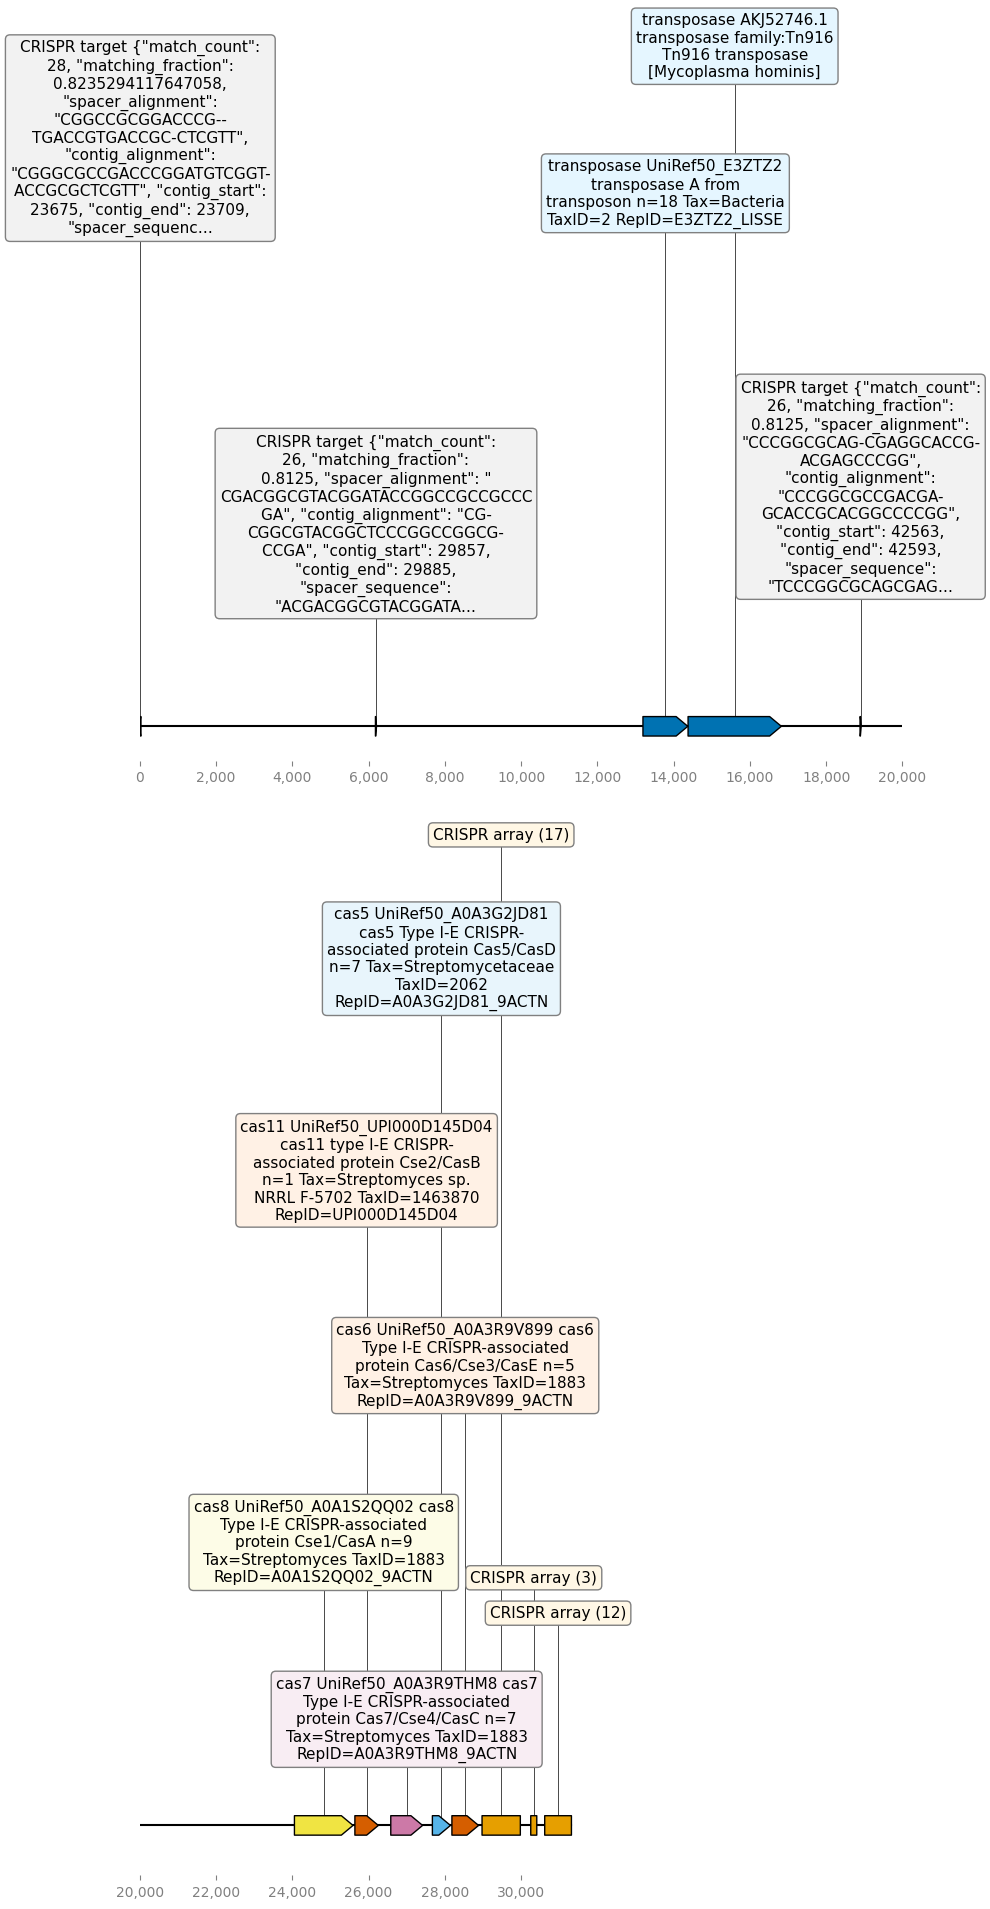 transposase AKJ52746.1
transposase family:Tn916
Tn916 transposase
[Mycoplasma hominis]
CRISPR target {"match_count":
28, "matching_fraction":
0.8235294117647058,
"spacer_alignment":
"CGGCCGCGGACCCG--
TGACCGTGACCGC-CTCGTT",
"contig_alignment":
"CGGGCGCCGACCCGGATGTCGGT-
ACCGCGCTCGTT", "contig_start":
23675, "contig_end": 23709,
"spacer_sequenc...
transposase UniRef50_E3ZTZ2
transposase A from
transposon n=18 Tax=Bacteria
TaxID=2 RepID=E3ZTZ2_LISSE
CRISPR target {"match_count":
26, "matching_fraction":
0.8125, "spacer_alignment":
"CCCGGCGCAG-CGAGGCACCG-
ACGAGCCCGG",
"contig_alignment":
"CCCGGCGCCGACGA-
GCACCGCACGGCCCCGG",
"contig_start": 42563,
"contig_end": 42593,
"spacer_sequence":
"TCCCGGCGCAGCGAG...
CRISPR target {"match_count":
26, "matching_fraction":
0.8125, "spacer_alignment": "
CGACGGCGTACGGATACCGGCCGCCGCCC
GA", "contig_alignment": "CG-
CGGCGTACGGCTCCCGGCCGGCG-
CCGA", "contig_start": 29857,
"contig_end": 29885,
"spacer_sequence":
"ACGACGGCGTACGGATA...
0 2,000 4,000 6,000 8,000 10,000 12,000 14,000 16,000 18,000 20,000
CRISPR array (17)
cas5 UniRef50_A0A3G2JD81
cas5 Type I-E CRISPR-
associated protein Cas5/CasD
n=7 Tax=Streptomycetaceae
TaxID=2062
RepID=A0A3G2JD81_9ACTN
cas11 UniRef50_UPI000D145D04
cas11 type I-E CRISPR-
associated protein Cse2/CasB
n=1 Tax=Streptomyces sp.
NRRL F-5702 TaxID=1463870
RepID=UPI000D145D04
cas6 UniRef50_A0A3R9V899 cas6
Type I-E CRISPR-associated
protein Cas6/Cse3/CasE n=5
Tax=Streptomyces TaxID=1883
RepID=A0A3R9V899_9ACTN
cas8 UniRef50_A0A1S2QQ02 cas8
Type I-E CRISPR-associated
protein Cse1/CasA n=9
Tax=Streptomyces TaxID=1883
RepID=A0A1S2QQ02_9ACTN
CRISPR array (3)
CRISPR array (12)
cas7 UniRef50_A0A3R9THM8 cas7
Type I-E CRISPR-associated
protein Cas7/Cse4/CasC n=7
Tax=Streptomyces TaxID=1883
RepID=A0A3R9THM8_9ACTN
20,000 22,000 24,000 26,000 28,000 30,000